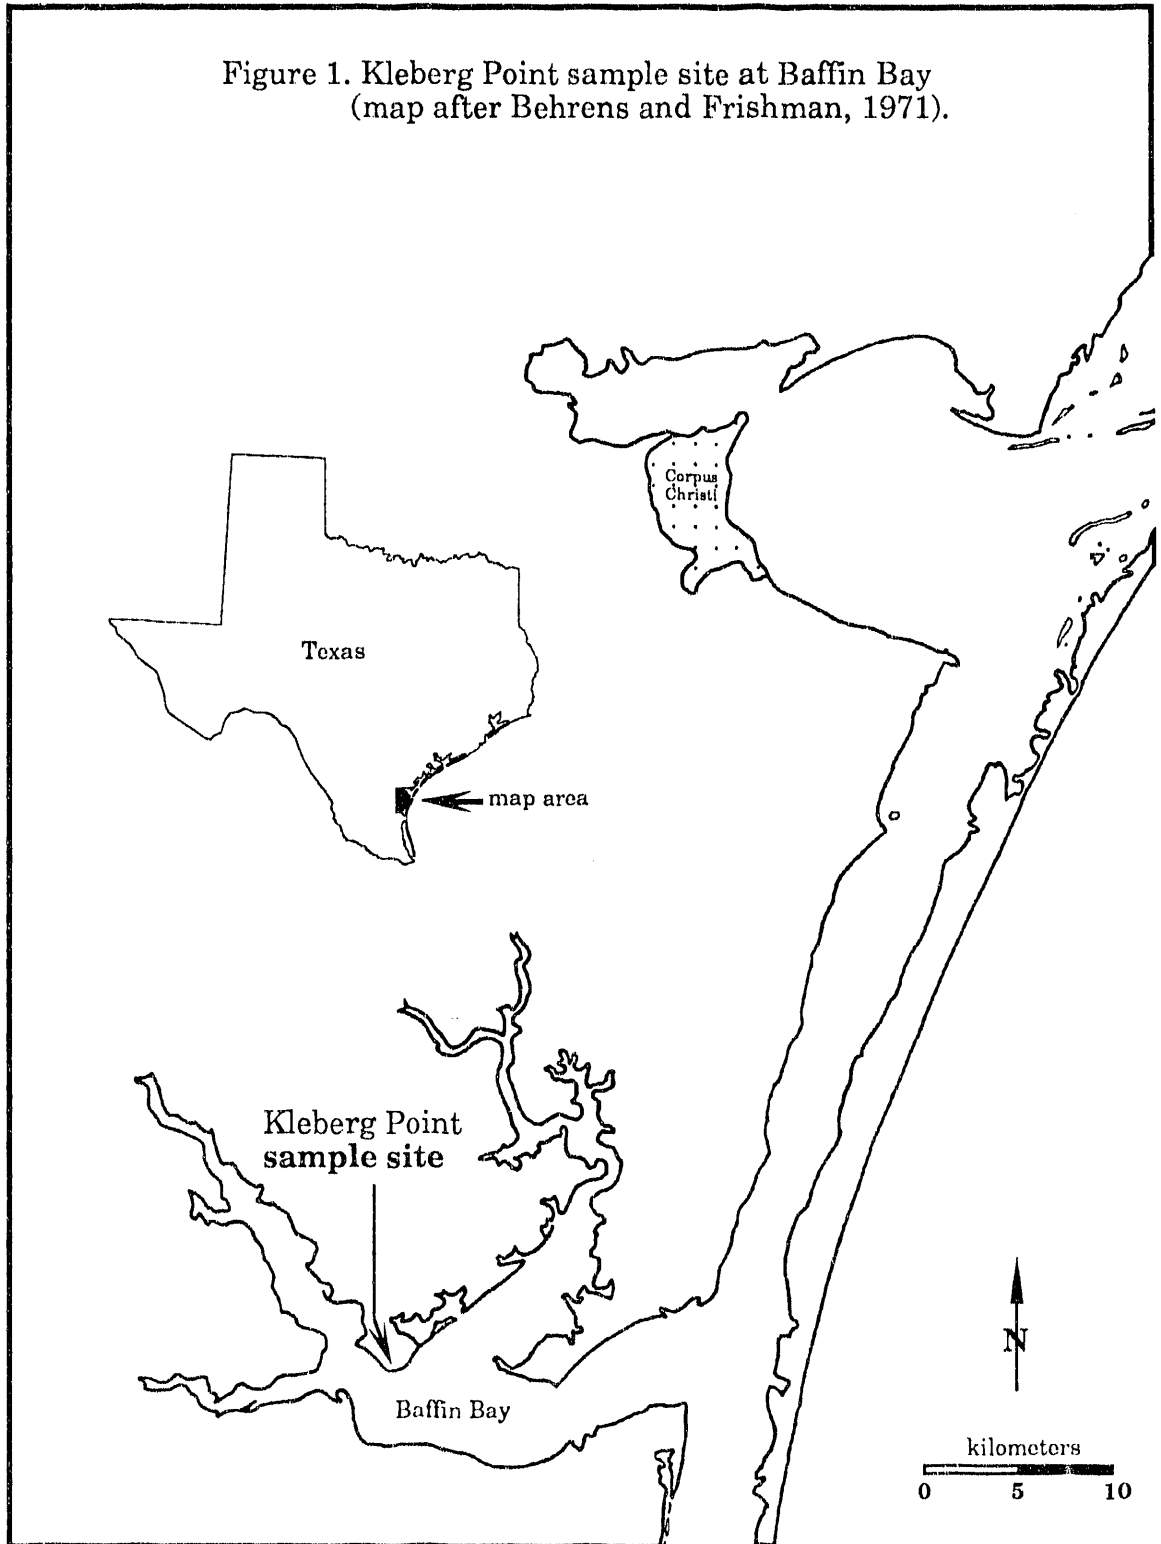 Figure 1. Kleberg Point sample site at Baffin Bay
(map after Behrens and Frishman, 1971).
Corpus
Christi
Texas
map area
Kleberg Point
sample site
Baffin Bay
N
kilometers
0 5 10